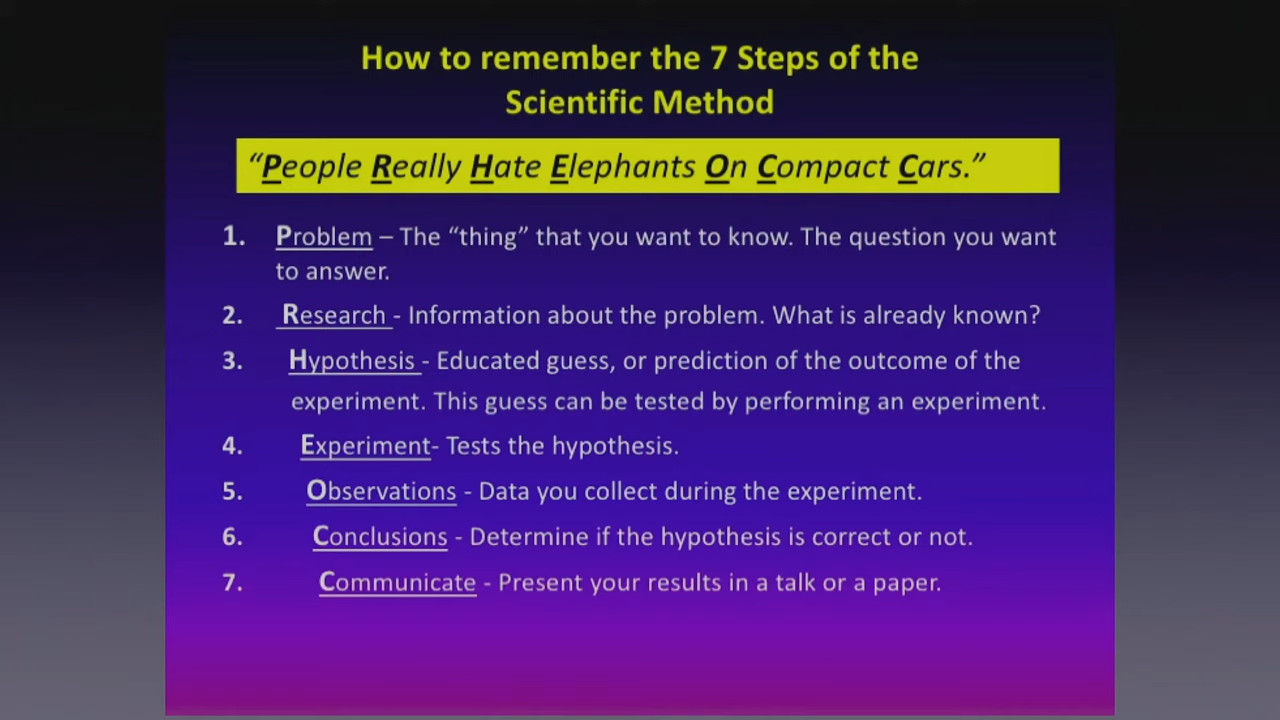 How to remember the 7 Steps of the
Scientific Method
“People Really Hate Elephants On Compact Cars.”
1. Problem – The “thing” that you want to know. The question you want
to answer.
2. Research - Information about the problem. What is already known?
3. Hypothesis - Educated guess, or prediction of the outcome of the
experiment. This guess can be tested by performing an experiment.
4. Experiment- Tests the hypothesis.
5. Observations - Data you collect during the experiment.
6. Conclusions - Determine if the hypothesis is correct or not.
7. Communicate - Present your results in a talk or a paper.